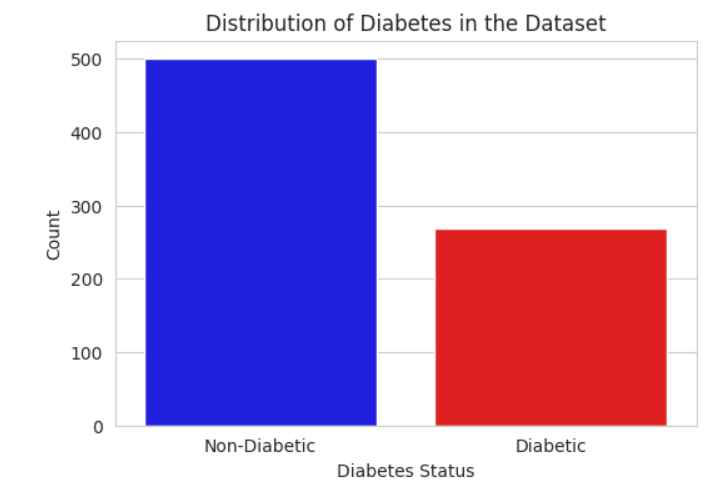 Distribution of Diabetes in the Dataset
Count
500
400
300
200
100
0
Non-Diabetic Diabetic
Diabetes Status